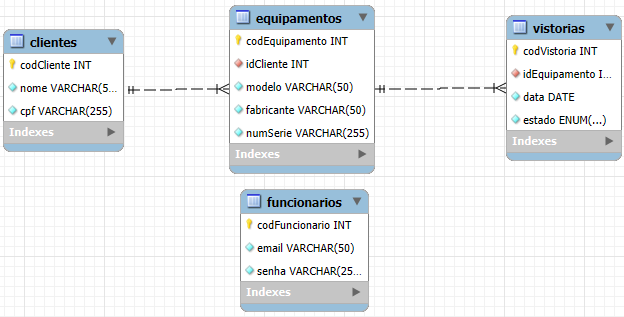 clientes
codCliente INT
nome VARCHAR(5...
cpf VARCHAR(255)
Indexes
equipamentos
codEquipamento INT
idCliente INT
modelo VARCHAR(50)
fabricante VARCHAR(50)
numSerie VARCHAR(255)
Indexes
vistorias
codVistoria INT
idEquipamento I...
data DATE
estado ENUM(...)
Indexes
funcionarios
codFuncionario INT
email VARCHAR(50)
senha VARCHAR(25...
Indexes